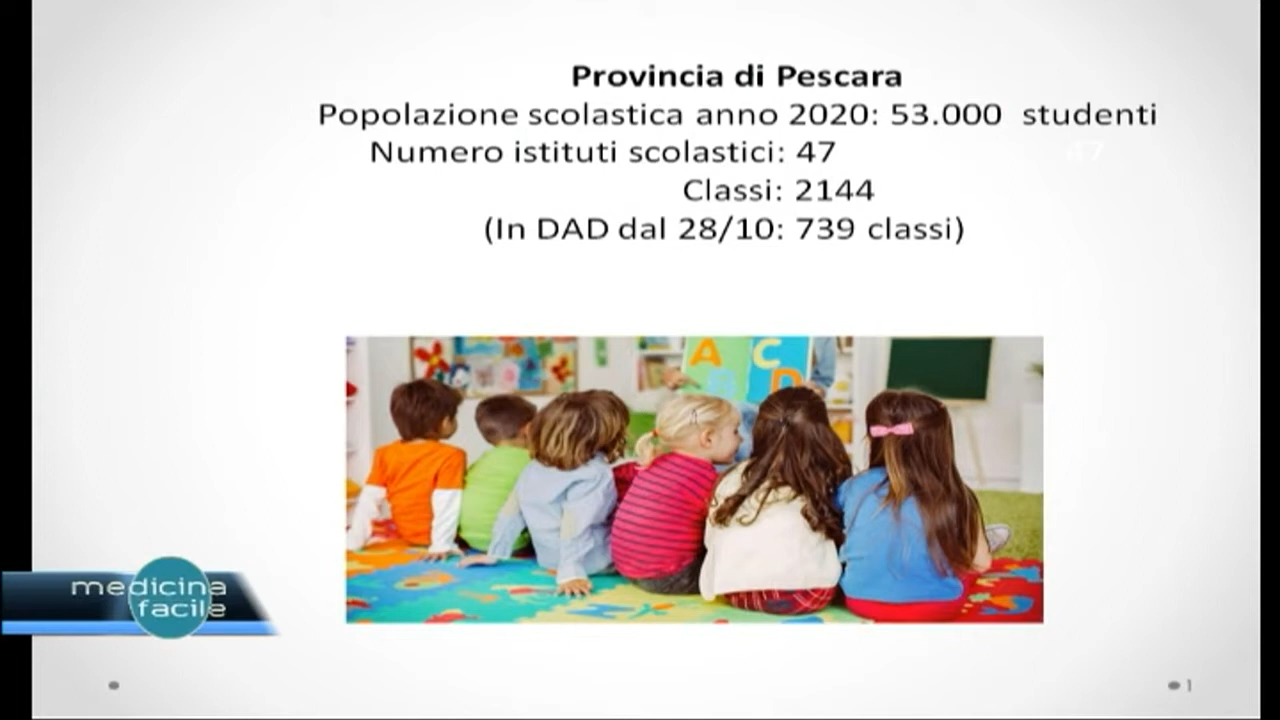 Provincia di Pescara
Popolazione scolastica anno 2020: 53.000 studenti
Numero istituti scolastici: 47
47
Classi: 2144
(In DAD dal 28/10: 739 classi)
A C
B D
medicina
facile
1